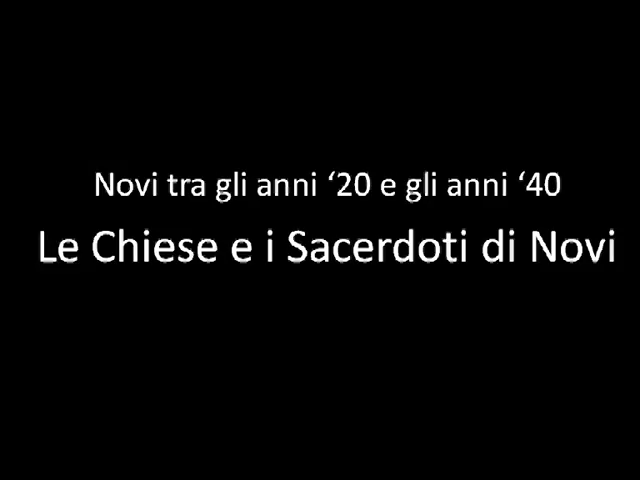 Novi tra gli anni ‘20 e gli anni ‘40
Le Chiese e i Sacerdoti di Novi